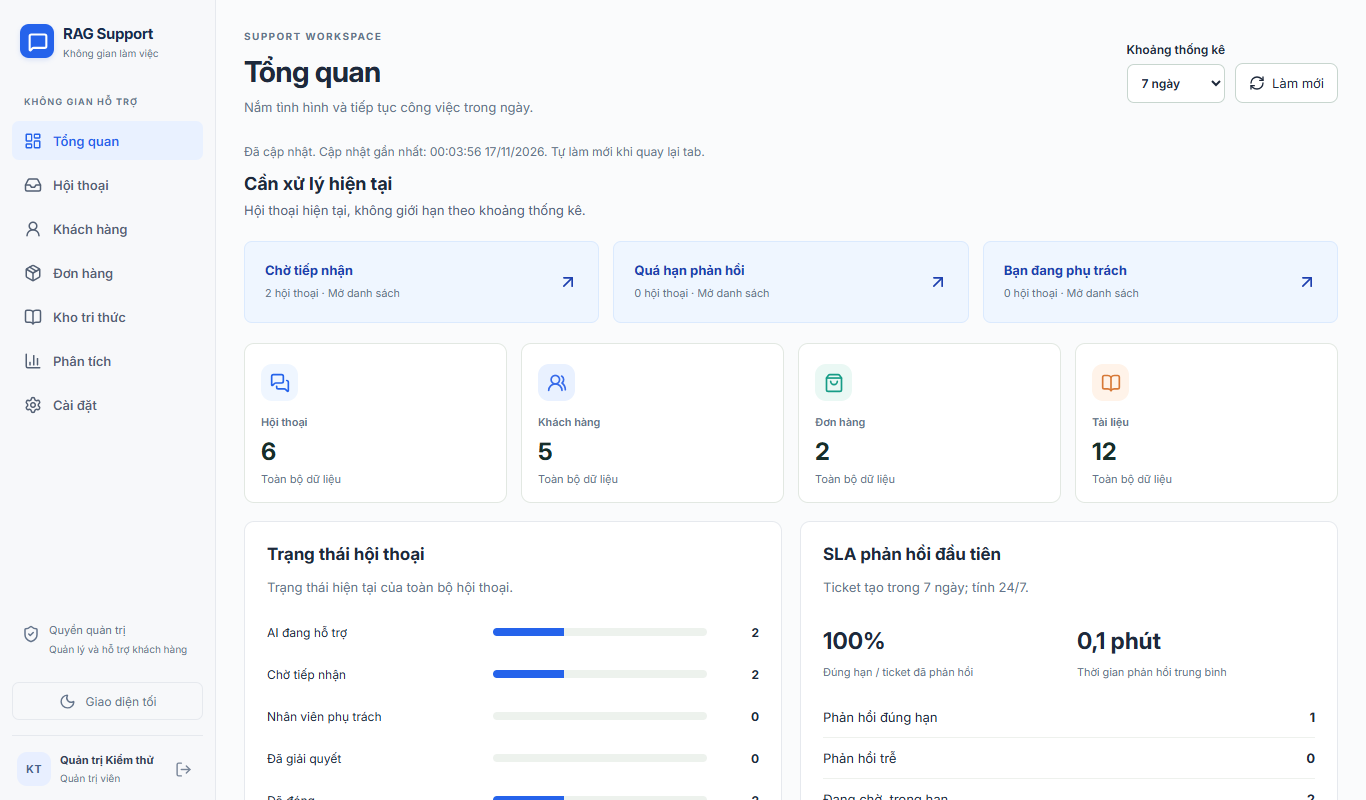 RAG Support
Không gian làm việc
KHÔNG GIAN HỖ TRỢ
Tổng quan
Hội thoại
Khách hàng
Đơn hàng
Kho tri thức
Phân tích
Cài đặt
Quyền quản trị
Quản lý và hỗ trợ khách hàng
Giao diện tối
KT
Quản trị Kiểm thử
Quản trị viên
SUPPORT WORKSPACE
Tổng quan
Nắm tình hình và tiếp tục công việc trong ngày.
Khoảng thống kê
7 ngày
Làm mới
Đã cập nhật. Cập nhật gần nhất: 00:03:56 17/11/2026. Tự làm mới khi quay lại tab.
Cần xử lý hiện tại
Hội thoại hiện tại, không giới hạn theo khoảng thống kê.
Chờ tiếp nhận
2 hội thoại · Mở danh sách
Quá hạn phản hồi
0 hội thoại · Mở danh sách
Bạn đang phụ trách
0 hội thoại · Mở danh sách
Hội thoại
6
Toàn bộ dữ liệu
Khách hàng
5
Toàn bộ dữ liệu
Đơn hàng
2
Toàn bộ dữ liệu
Tài liệu
12
Toàn bộ dữ liệu
Trạng thái hội thoại
Trạng thái hiện tại của toàn bộ hội thoại.
AI đang hỗ trợ 2
Chờ tiếp nhận 2
Nhân viên phụ trách 0
Đã giải quyết 0
Đã đóng 2
SLA phản hồi đầu tiên
Ticket tạo trong 7 ngày; tính 24/7.
100%
Đúng hạn / ticket đã phản hồi
0,1 phút
Thời gian phản hồi trung bình
Phản hồi đúng hạn 1
Phản hồi trễ 0
Đang chờ, trong hạn 2